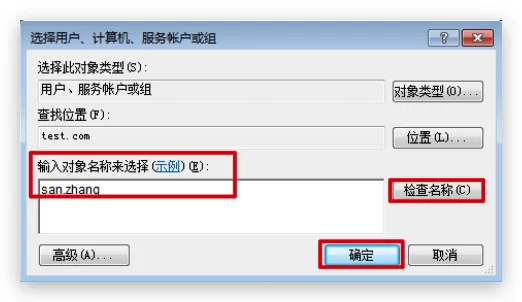 选择用户、计算机、服务帐户或组
选择此对象类型(S):
用户、服务帐户或组
对象类型(O)...
查找位置(F):
test.com
位置(L)...
输入对象名称来选择(示例)(E):
san.zhang
检查名称(C)
高级(A)...
确定
取消